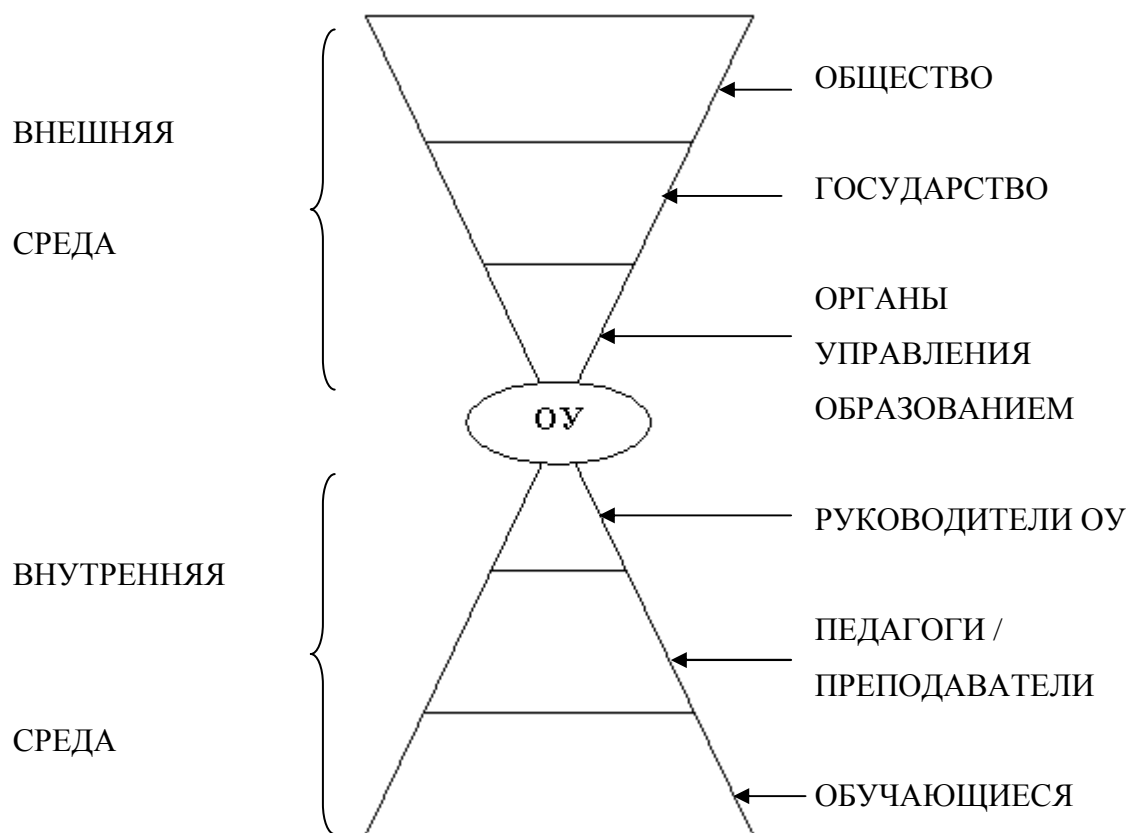 ОБЩЕСТВО
ВНЕШНЯЯ
ГОСУДАРСТВО
СРЕДА
ОРГАНЫ
УПРАВЛЕНИЯ
ОБРАЗОВАНИЕМ
ОУ
РУКОВОДИТЕЛИ ОУ
ВНУТРЕННЯЯ
ПЕДАГОГИ /
ПРЕПОДАВАТЕЛИ
СРЕДА
ОБУЧАЮЩИЕСЯ